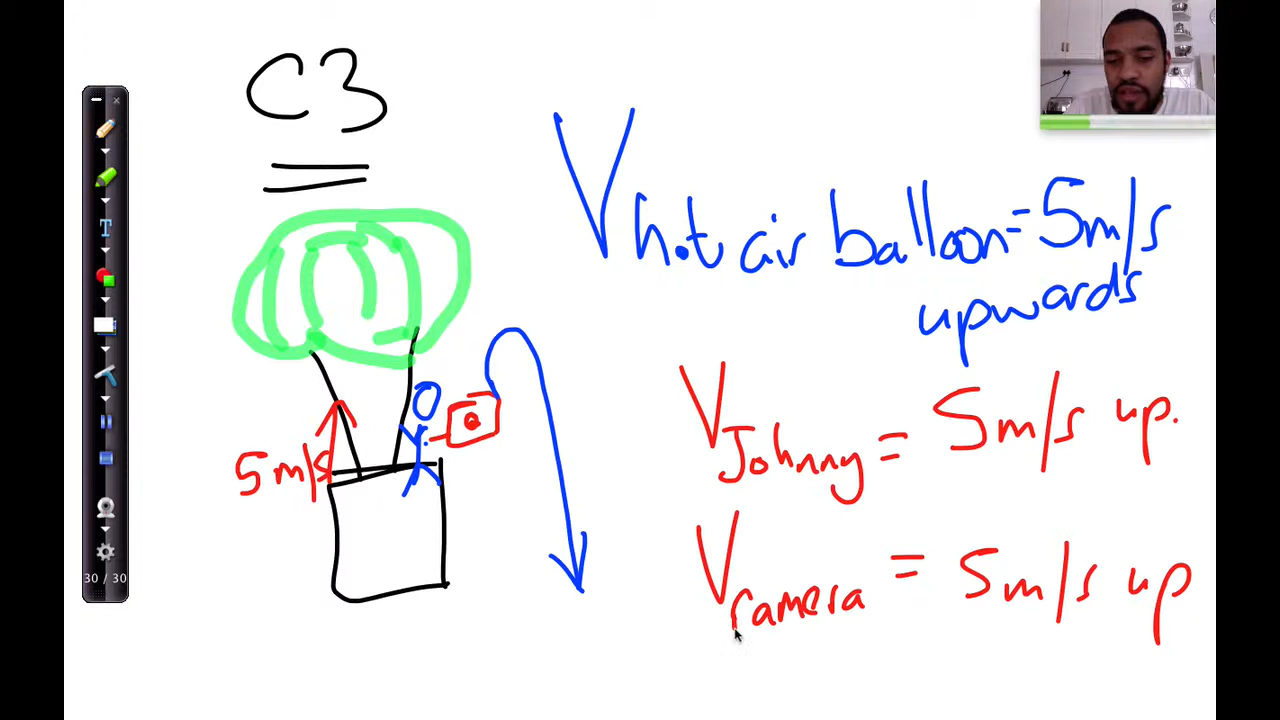 C3
V hot air balloon = 5m/s
upwards
5m/s
V Johnny = 5m/s up.
V camera = 5m/s up
T
30 / 30